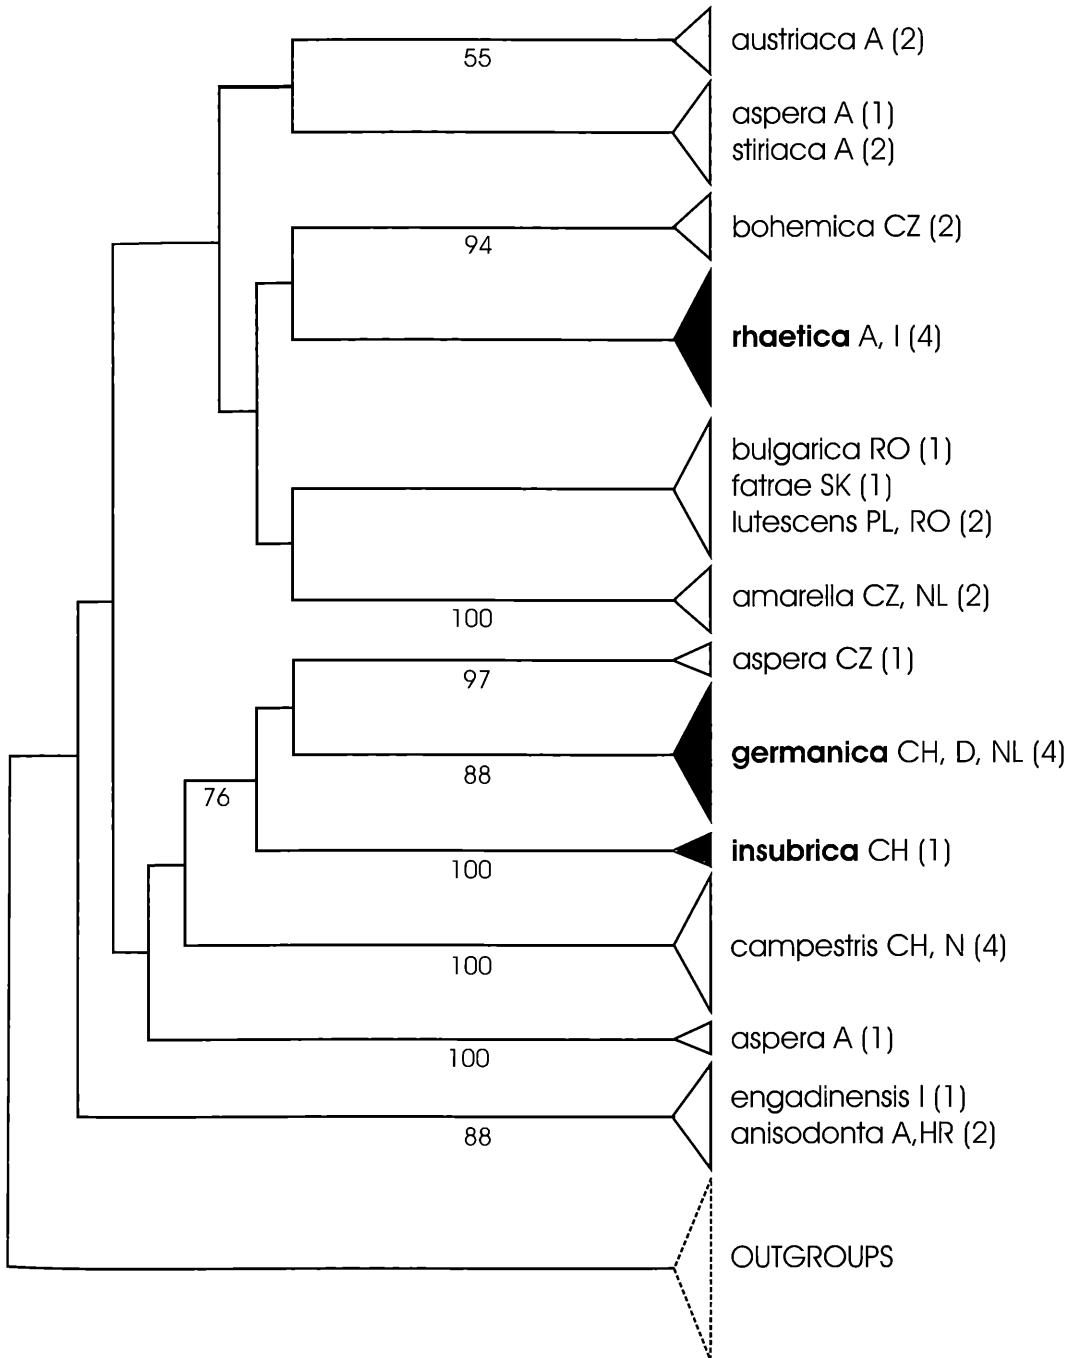 austriaca A (2)
55
aspera A (1)
stiriaca A (2)
bohemica CZ (2)
94
rhaetica A, I (4)
bulgarica RO (1)
fatrae SK (1)
lutescens PL, RO (2)
amarella CZ, NL (2)
100
aspera CZ (1)
97
germanica CH, D, NL (4)
88
76
insubrica CH (1)
100
campestris CH, N (4)
100
aspera A (1)
100
engadinensis I (1)
anisodonta A,HR (2)
88
OUTGROUPS